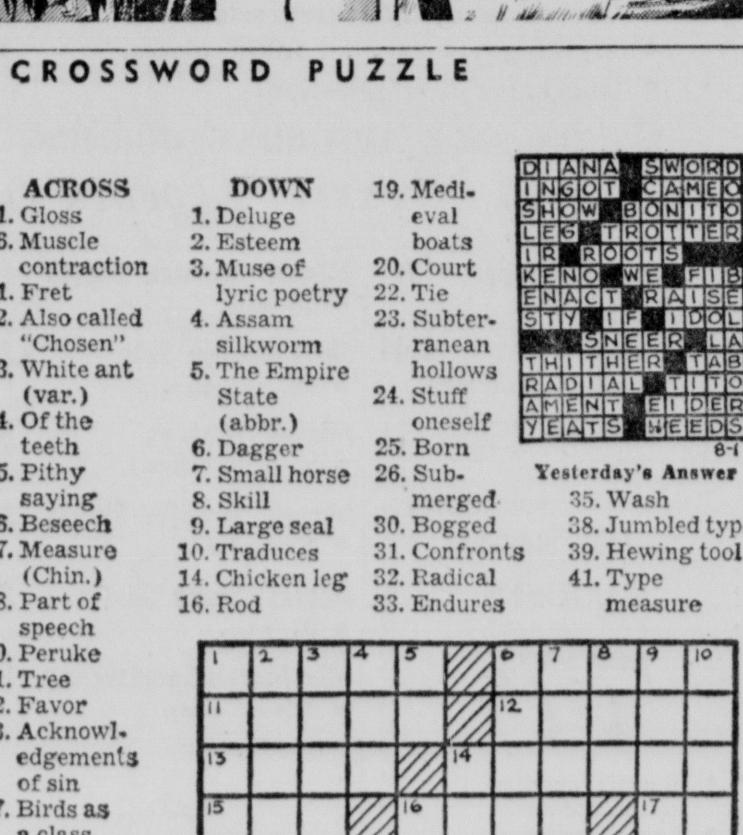 CROSSWORD PUZZLE
ACROSS
1. Gloss
6. Muscle
contraction
1. Fret
2. Also called
"Chosen"
3. White ant
(var.)
4. Of the
teeth
5. Pithy
saying
6. Beseech
7. Measure
(Chin.)
8. Part of
speech
0. Peruke
1. Tree
2. Favor
3. Acknowl-
edgements
of sin
7. Birds as
a class
DOWN
1. Deluge
2. Esteem
3. Muse of
lyric poetry
4. Assam
silkworm
5. The Empire
State
(abbr.)
6. Dagger
7. Small horse
8. Skill
9. Large seal
10. Traduces
14. Chicken leg
16. Rod
19. Medi-
eval
boats
20. Court
22. Tie
23. Subter-
ranean
hollows
24. Stuff
oneself
25. Born
26. Sub-
merged
30. Bogged
31. Confronts
32. Radical
33. Endures
DIANA SWORD
INGOT CAMEO
SHOW BONITO
LEG TROTTER
IR ROOTS
KENO WE FIB
ENACT RAISE
STY IF IDOL
SNEER LA
THITHER TAB
RADIAL TITO
AMENT EIDER
YEATS WEEDS
8-1
Yesterday's Answer
35. Wash
38. Jumbled typ
39. Hewing tool
41. Type
measure
1 2 3 4 5 6 7 8 9 10
11 12
13 14
15 16 17